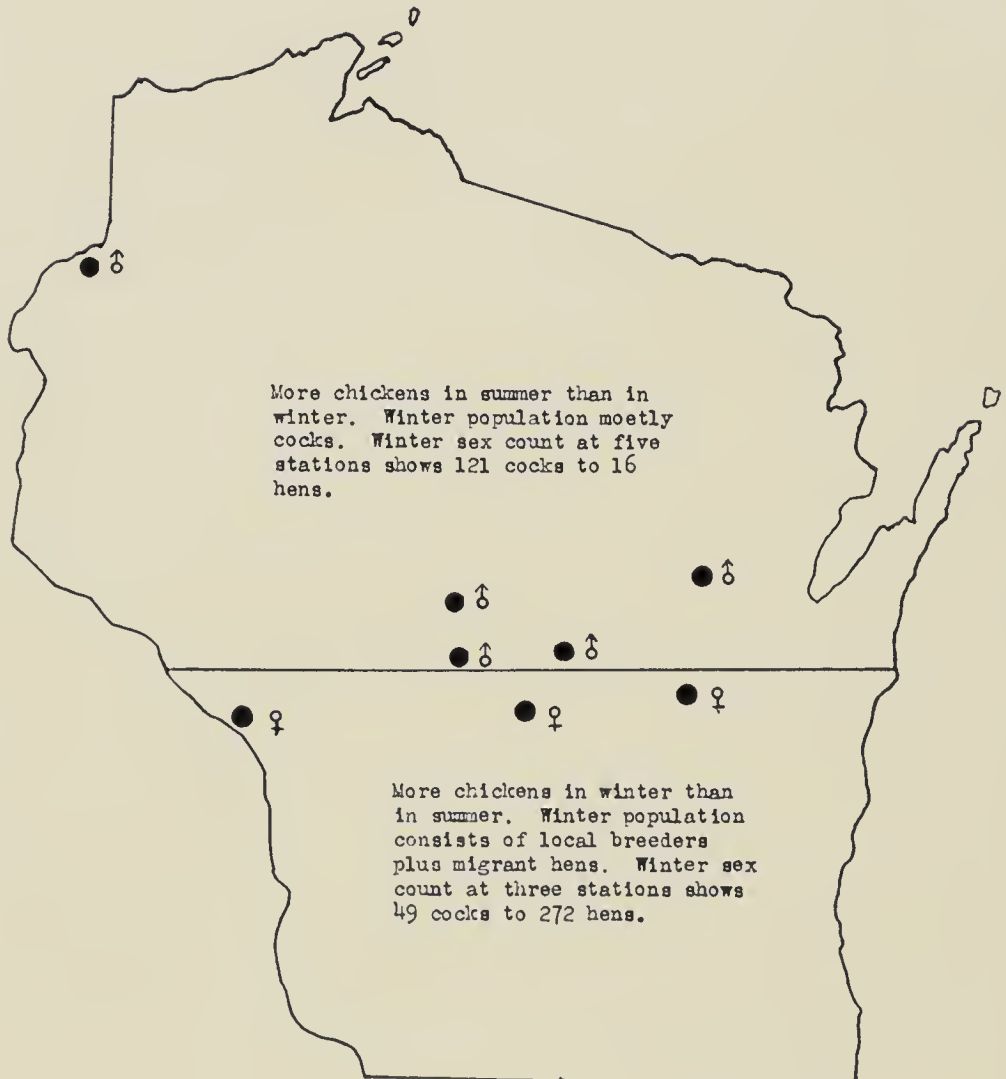 ♂
More chickens in summer than in
winter. Winter population moetly
cocks. Winter sex count at five
stations shows 121 cocks to 16
hens.
♂
♂
♂
♂
♀
♀
♀
More chickens in winter than
in summer. Winter population
consists of local breeders
plus migrant hens. Winter sex
count at three stations shows
49 cocks to 272 hens.